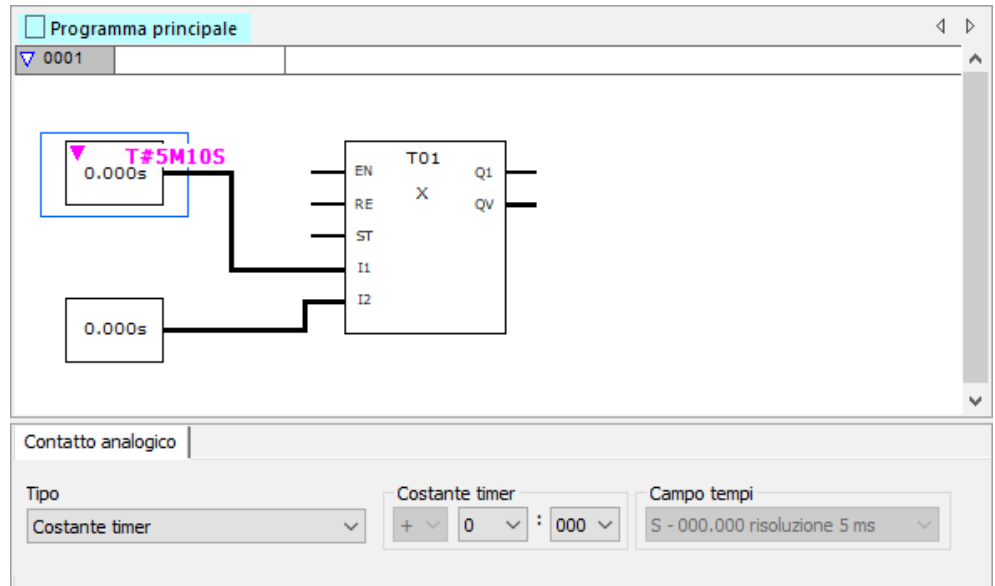 Programma principale
0001
T#5M10S
0.000s
T01
X
EN
Q1
RE
QV
ST
I1
I2
0.000s
Contatto analogico
Tipo
Costante timer
Costante timer
+
0
:
000
Campo tempi
S - 000.000 risoluzione 5 ms